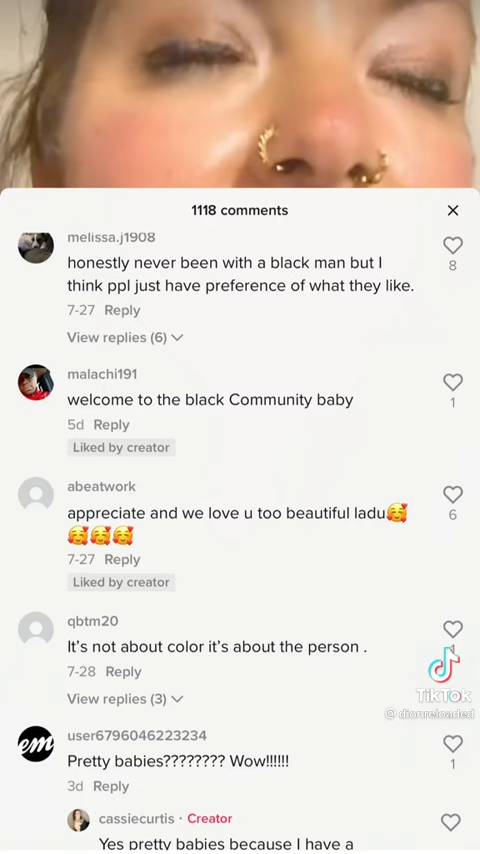 1118 comments
melissa.j1908
honestly never been with a black man but I
think ppl just have preference of what they like.
8
7-27 Reply
View replies (6)
malachi191
welcome to the black Community baby
1
5d Reply
Liked by creator
abeatwork
appreciate and we love u too beautiful ladu🥰
🥰🥰🥰
6
7-27 Reply
Liked by creator
qbtm20
It's not about color it's about the person .
1
7-28 Reply
View replies (3)
TikTok
@ dionreloaded
em
user6796046223234
Pretty babies???????? Wow!!!!!!
1
3d Reply
cassiecurtis · Creator
Yes pretty babies because I have a